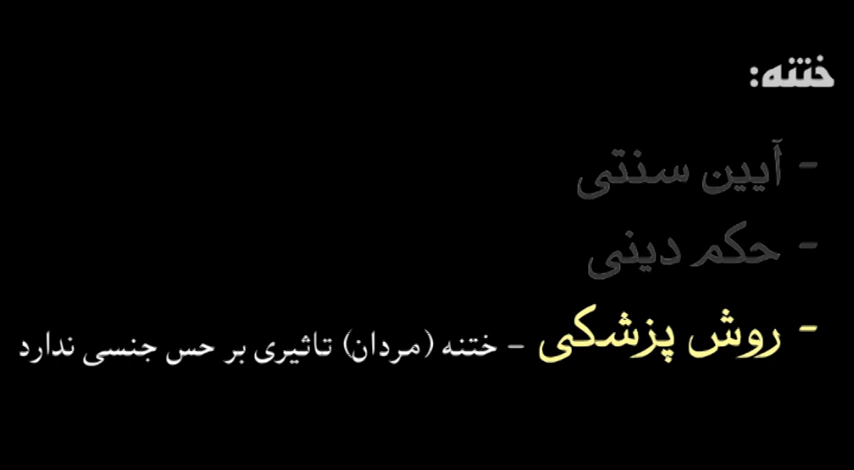 ختنه:
- آیین سنتی
- حکم دینی
- روش پزشکی - ختنه (مردان) تاثیری بر حس جنسی ندارد